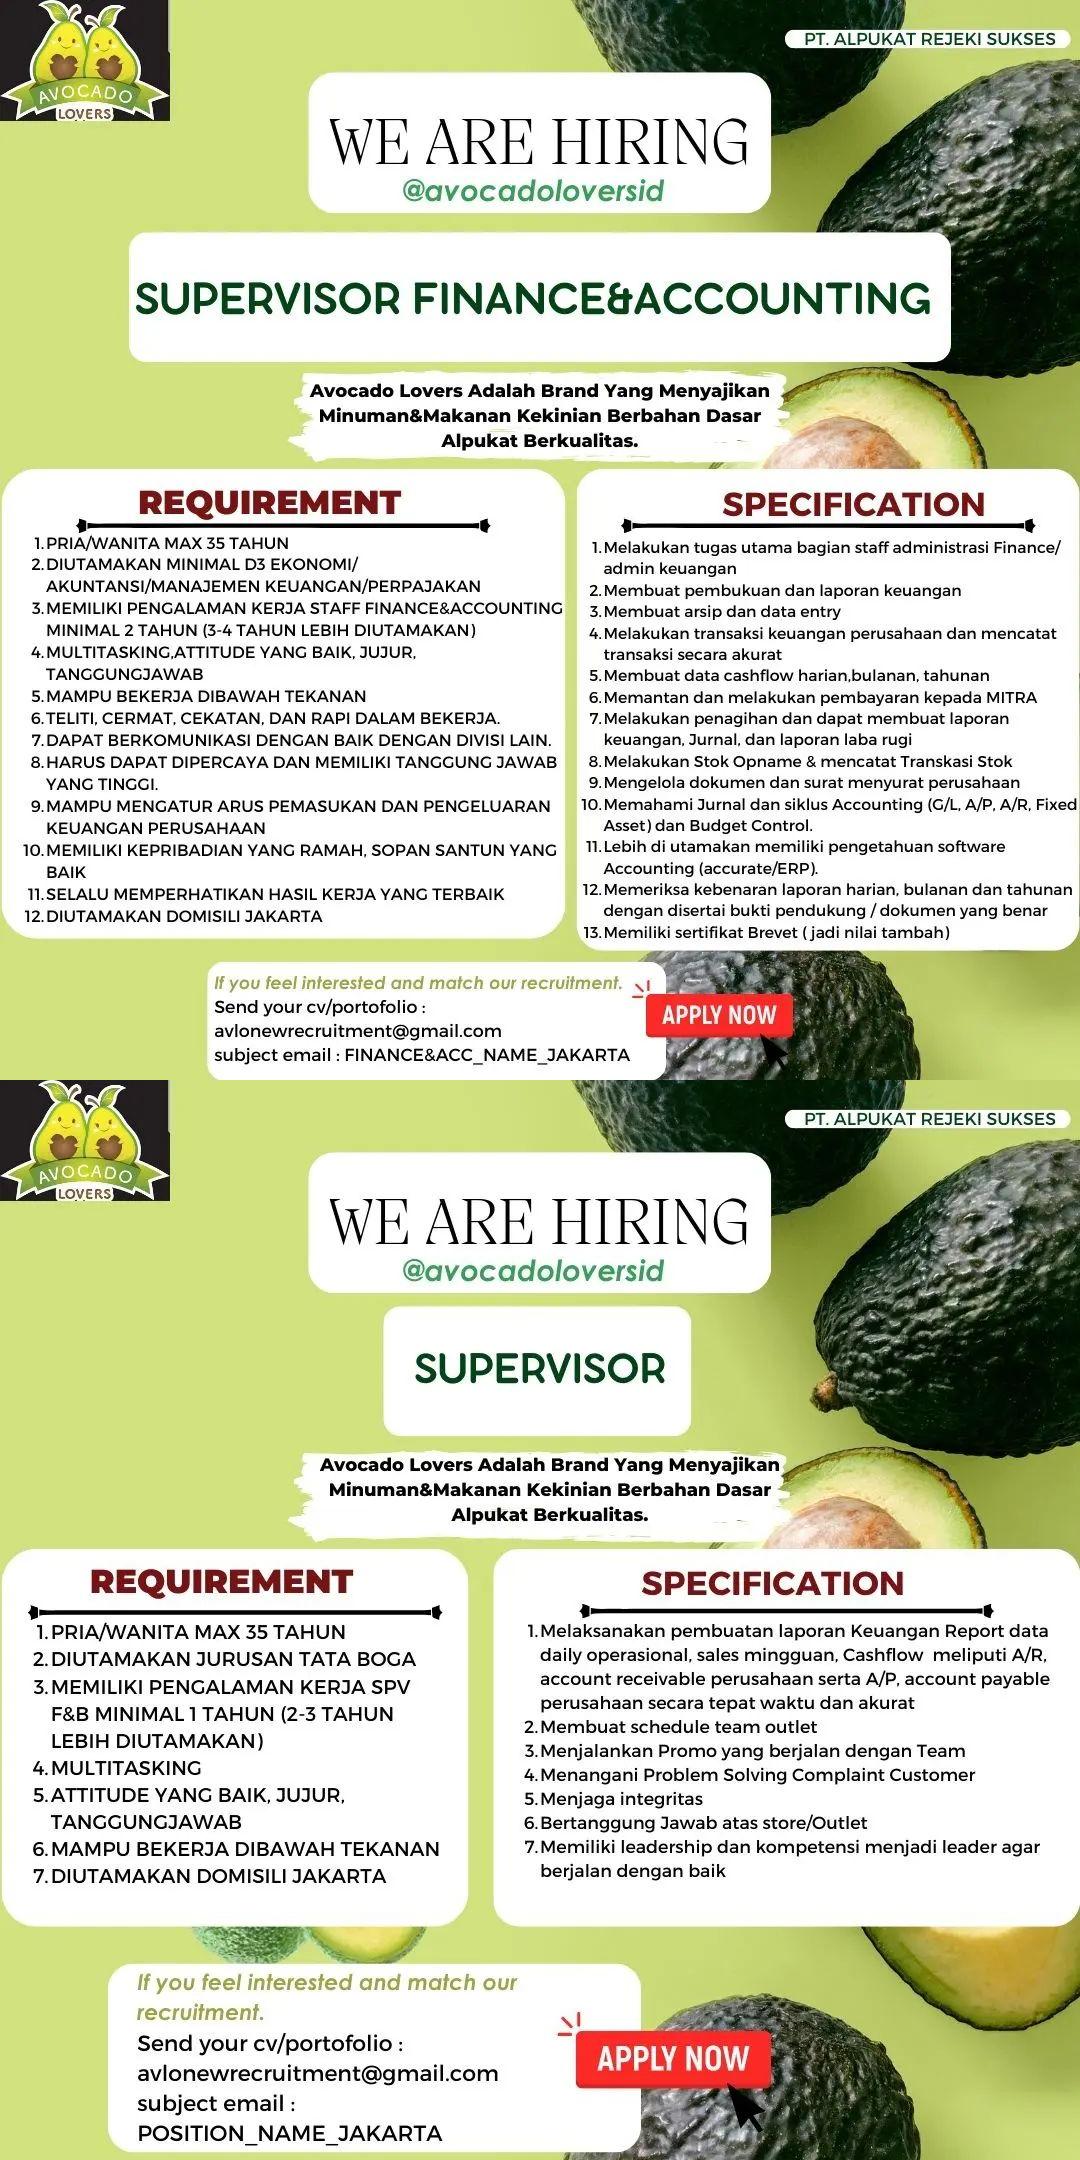 AVOCADO
LOVERS
PT. ALPUKAT REJEKI SUKSES
WE ARE HIRING
@avocadoloversid
SUPERVISOR FINANCE&ACCOUNTING
Avocado Lovers Adalah Brand Yang Menyajikan
Minuman&Makanan Kekinian Berbahan Dasar
Alpukat Berkualitas.
REQUIREMENT
1. PRIA/WANITA MAX 35 TAHUN
2. DIUTAMAKAN MINIMAL D3 EKONOMI/
AKUNTANSI/MANAJEMEN KEUANGAN/PERPAJAKAN
3. MEMILIKI PENGALAMAN KERJA STAFF FINANCE&ACCOUNTING
MINIMAL 2 TAHUN (3-4 TAHUN LEBIH DIUTAMAKAN)
4. MULTITASKING,ATTITUDE YANG BAIK, JUJUR,
TANGGUNGJAWAB
5. MAMPU BEKERJA DIBAWAH TEKANAN
6. TELITI, CERMAT, CEKATAN, DAN RAPI DALAM BEKERJA.
7. DAPAT BERKOMUNIKASI DENGAN BAIK DENGAN DIVISI LAIN.
8. HARUS DAPAT DIPERCAYA DAN MEMILIKI TANGGUNG JAWAB
YANG TINGGI.
9. MAMPU MENGATUR ARUS PEMASUKAN DAN PENGELUARAN
KEUANGAN PERUSAHAAN
10. MEMILIKI KEPRIBADIAN YANG RAMAH, SOPAN SANTUN YANG
BAIK
11. SELALU MEMPERHATIKAN HASIL KERJA YANG TERBAIK
12. DIUTAMAKAN DOMISILI JAKARTA
SPECIFICATION
1. Melakukan tugas utama bagian staff administrasi Finance/
admin keuangan
2. Membuat pembukuan dan laporan keuangan
3. Membuat arsip dan data entry
4. Melakukan transaksi keuangan perusahaan dan mencatat
transaksi secara akurat
5. Membuat data cashflow harian,bulanan, tahunan
6. Memantan dan melakukan pembayaran kepada MITRA
7. Melakukan penagihan dan dapat membuat laporan
keuangan, Jurnal, dan laporan laba rugi
8. Melakukan Stok Opname & mencatat Transkasi Stok
9. Mengelola dokumen dan surat menyurat perusahaan
10. Memahami Jurnal dan siklus Accounting (G/L, A/P, A/R, Fixed
Asset) dan Budget Control.
11. Lebih di utamakan memiliki pengetahuan software
Accounting (accurate/ERP).
12. Memeriksa kebenaran laporan harian, bulanan dan tahunan
dengan disertai bukti pendukung / dokumen yang benar
13. Memiliki sertifikat Brevet ( jadi nilai tambah)
If you feel interested and match our recruitment.
Send your cv/portofolio :
avlonewrecruitment@gmail.com
subject email : FINANCE&ACC_NAME_JAKARTA
APPLY NOW
AVOCADO
LOVERS
PT. ALPUKAT REJEKI SUKSES
WE ARE HIRING
@avocadoloversid
SUPERVISOR
Avocado Lovers Adalah Brand Yang Menyajikan
Minuman&Makanan Kekinian Berbahan Dasar
Alpukat Berkualitas.
REQUIREMENT
1. PRIA/WANITA MAX 35 TAHUN
2. DIUTAMAKAN JURUSAN TATA BOGA
3. MEMILIKI PENGALAMAN KERJA SPV
F&B MINIMAL 1 TAHUN (2-3 TAHUN
LEBIH DIUTAMAKAN)
4. MULTITASKING
5. ATTITUDE YANG BAIK, JUJUR,
TANGGUNGJAWAB
6. MAMPU BEKERJA DIBAWAH TEKANAN
7. DIUTAMAKAN DOMISILI JAKARTA
SPECIFICATION
1. Melaksanakan pembuatan laporan Keuangan Report data
daily operasional, sales mingguan, Cashflow meliputi A/R,
account receivable perusahaan serta A/P, account payable
perusahaan secara tepat waktu dan akurat
2. Membuat schedule team outlet
3. Menjalankan Promo yang berjalan dengan Team
4. Menangani Problem Solving Complaint Customer
5. Menjaga integritas
6. Bertanggung Jawab atas store/Outlet
7. Memiliki leadership dan kompetensi menjadi leader agar
berjalan dengan baik
If you feel interested and match our
recruitment.
Send your cv/portofolio :
avlonewrecruitment@gmail.com
subject email :
POSITION_NAME_JAKARTA
APPLY NOW